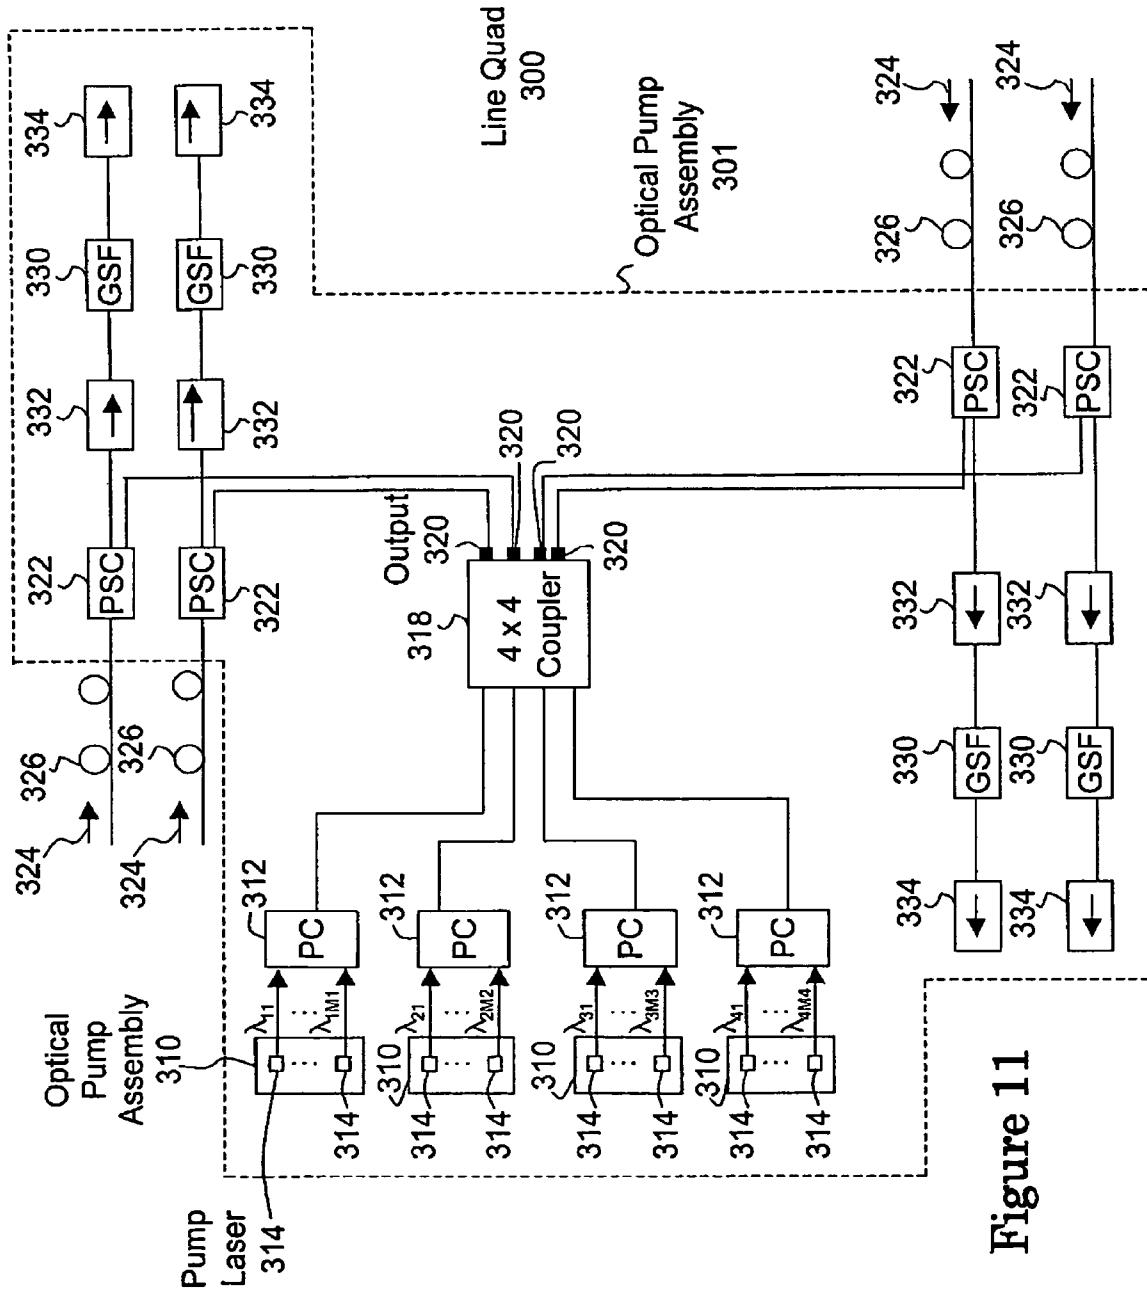 Optical
Pump
Assembly
310
Pump
Laser
314
324
326
322
332
330
334
PSC
GSF
324
326
PSC
GSF
322
332
330
334
314
λ11
...
λ1M1
PC
312
310
314
314
λ21
...
λ2M2
PC
312
310
314
314
λ31
...
λ3M3
PC
312
310
314
314
λ41
...
λ4M4
PC
312
318
4 x 4
Coupler
Output
320
320
320
320
Line Quad
300
Optical Pump
Assembly
301
334
330
332
322
326
324
GSF
PSC
334
330
332
322
326
324
GSF
PSC
Figure 11